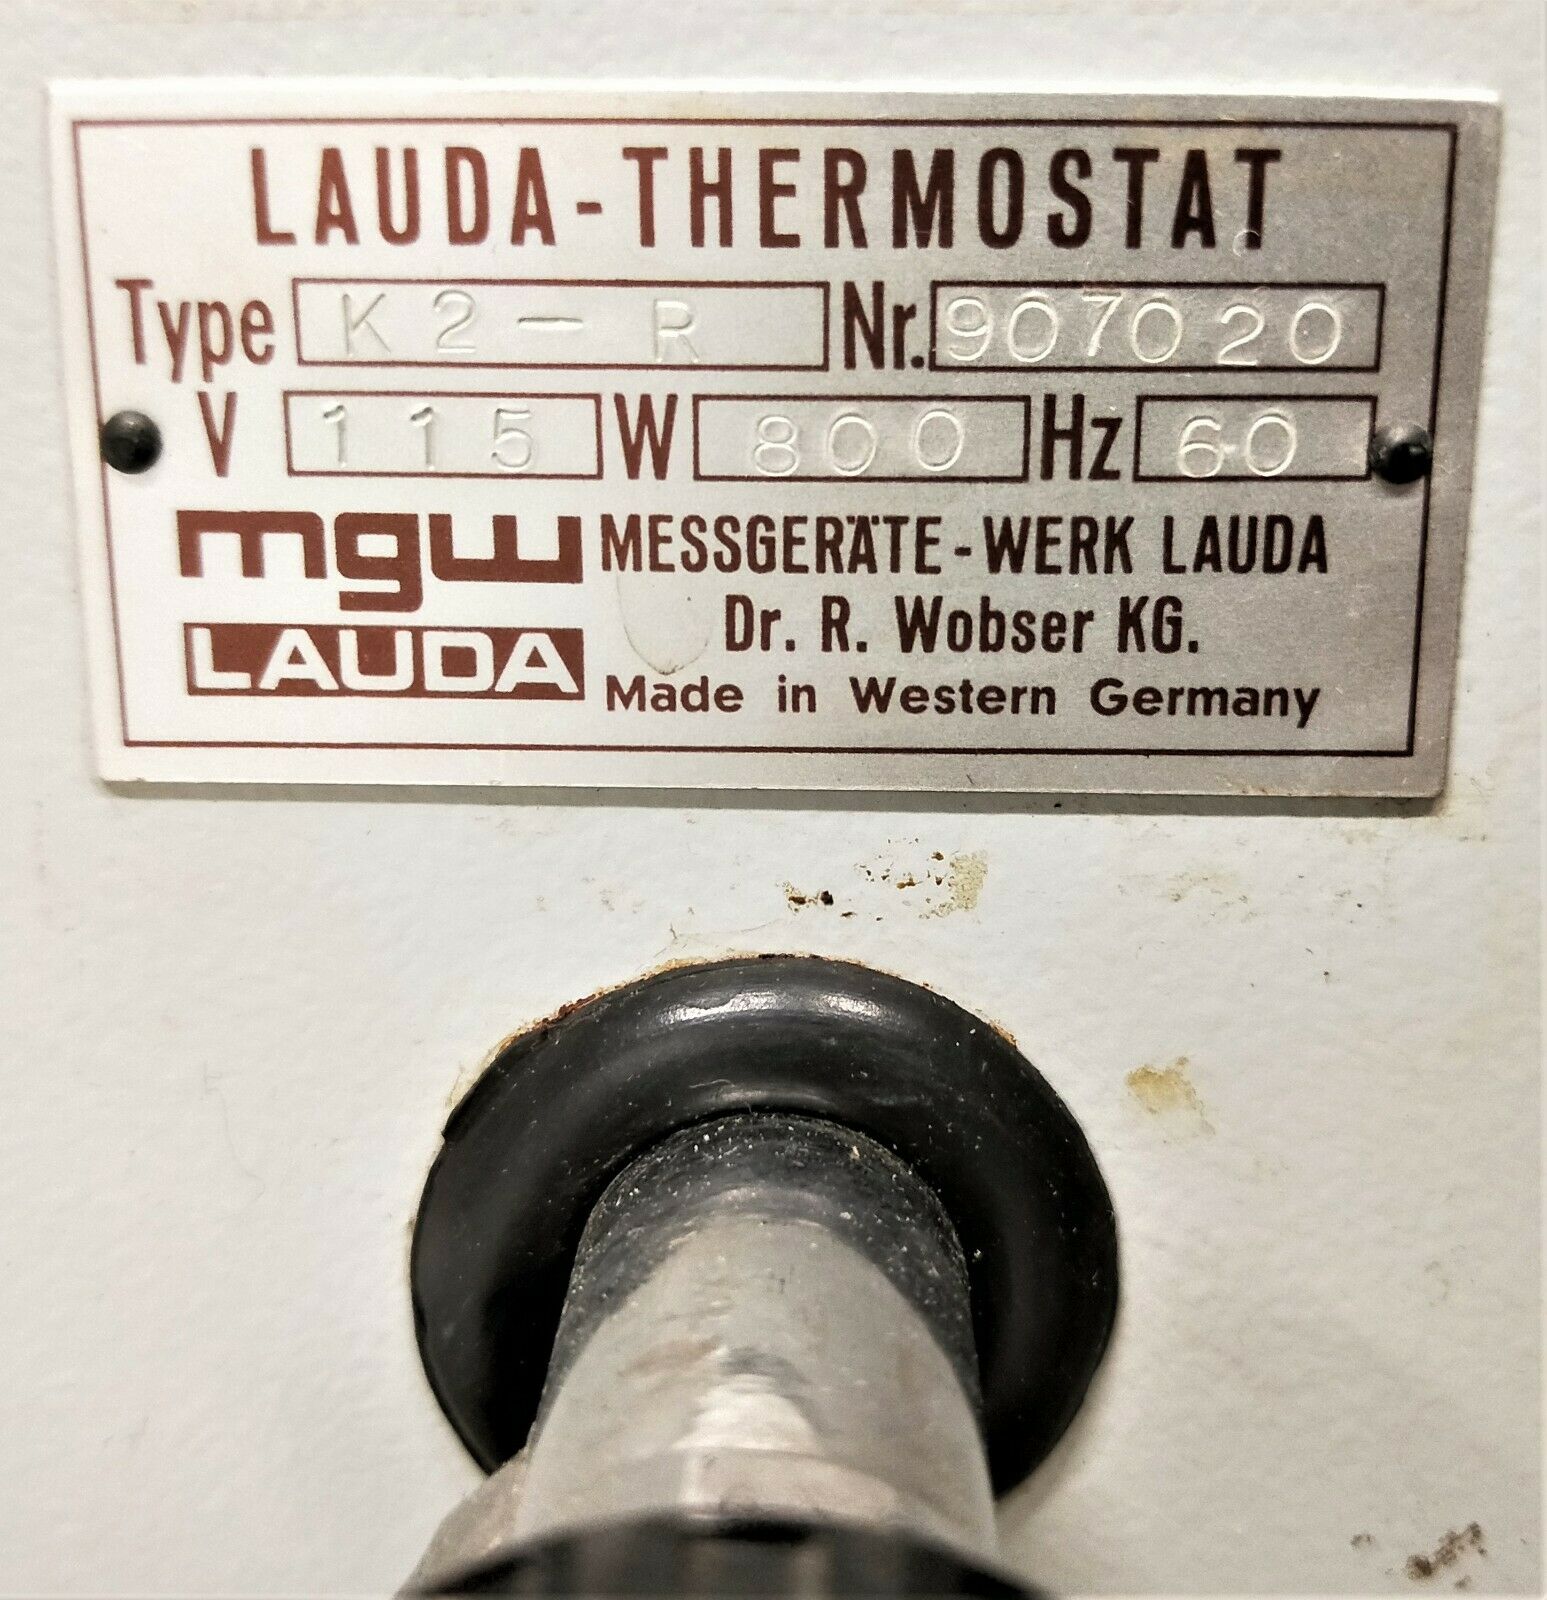 LAUDA-THERMOSTAT
Type K2-R Nr. 907020
V 115 W 800 Hz 60
mgw MESSGERÄTE-WERK LAUDA
LAUDA Dr. R. Wobser KG.
Made in Western Germany